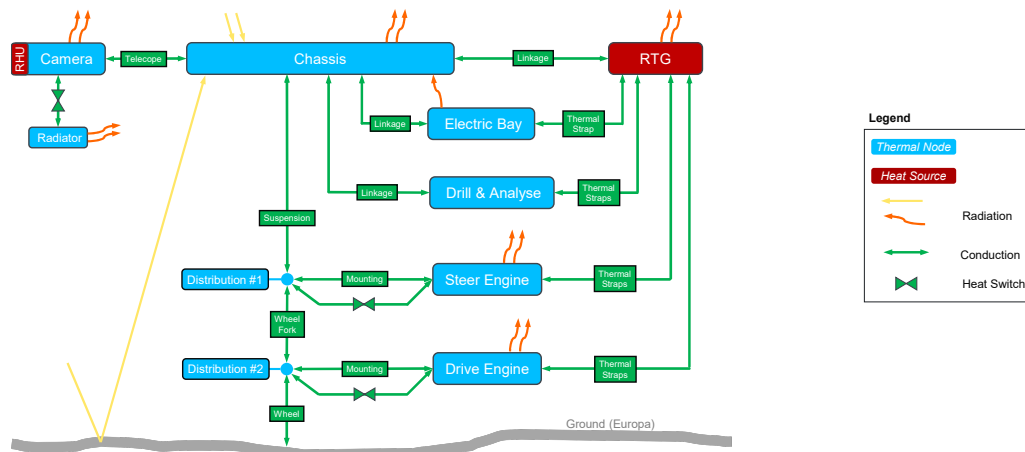 RHU
Camera
Telecope
Chassis
Linkage
RTG
Radiator
Linkage
Electric Bay
Thermal
Strap
Linkage
Drill & Analyse
Thermal
Straps
Suspension
Distribution #1
Mounting
Steer Engine
Thermal
Straps
Wheel
Fork
Distribution #2
Mounting
Drive Engine
Thermal
Straps
Wheel
Ground (Europa)
Legend
Thermal Node
Heat Source
Radiation
Conduction
Heat Switch